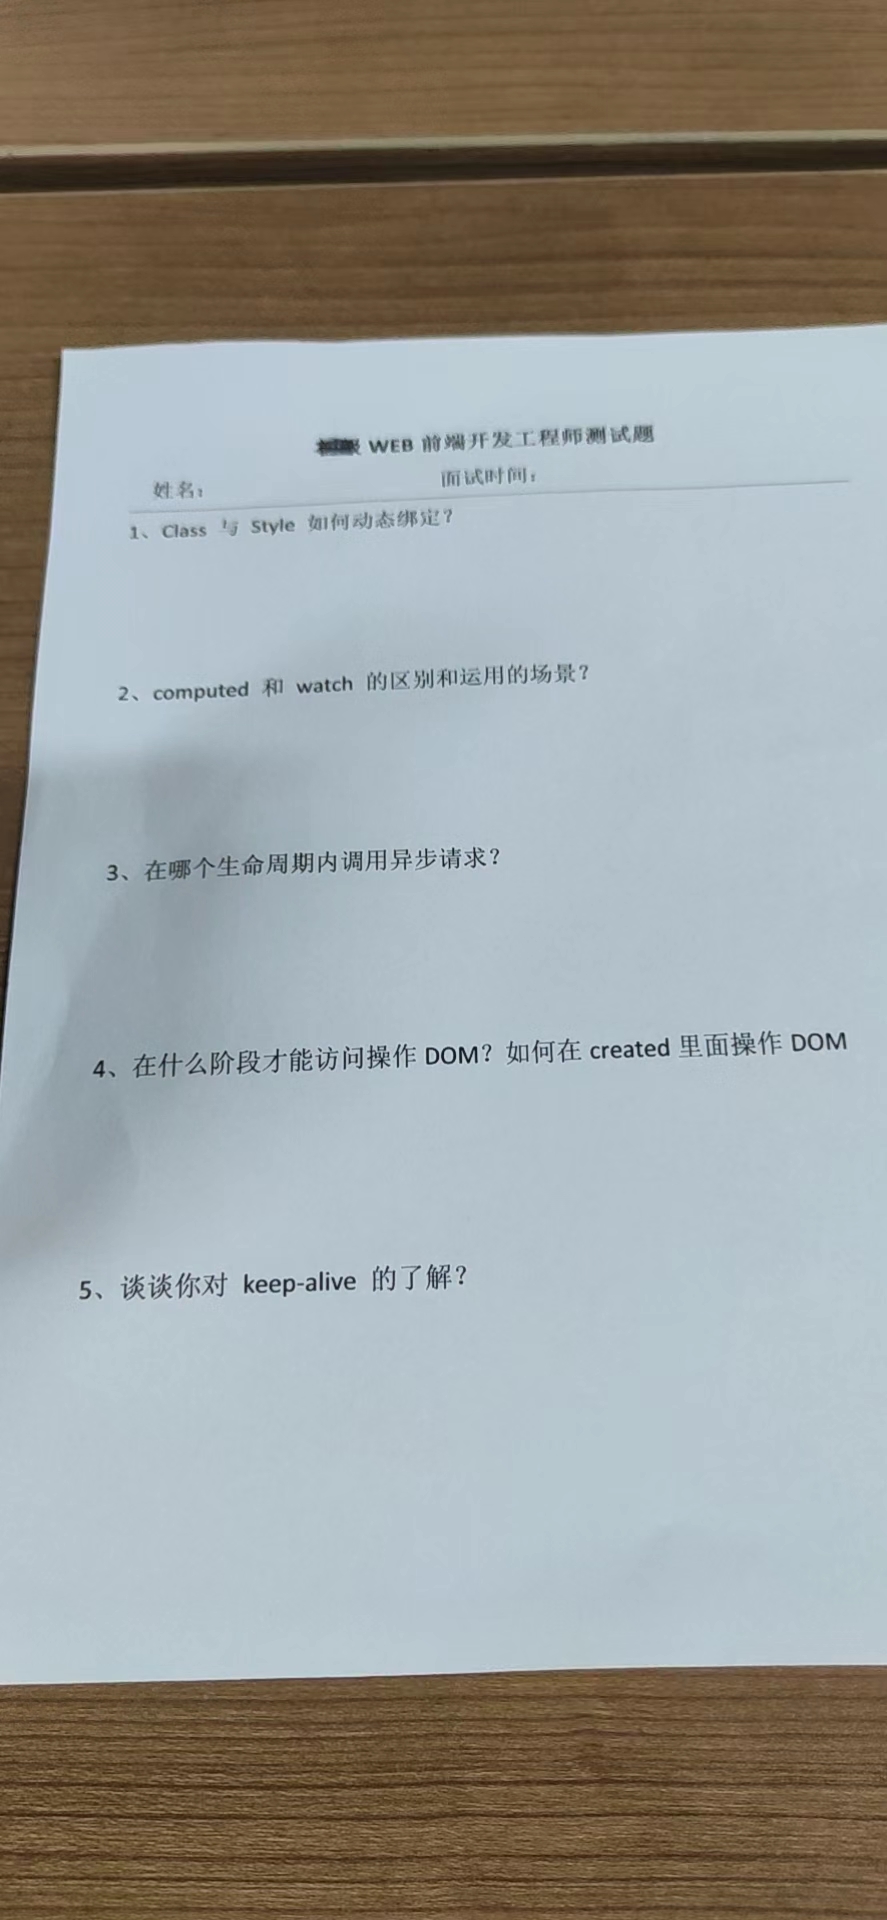 WEB 前端开发工程师测试题
姓名： 面试时间：
1、Class 与 Style 如何动态绑定？
2、computed 和 watch 的区别和运用的场景？
3、在哪个生命周期内调用异步请求？
4、在什么阶段才能访问操作 DOM？如何在 created 里面操作 DOM
5、谈谈你对 keep-alive 的了解？